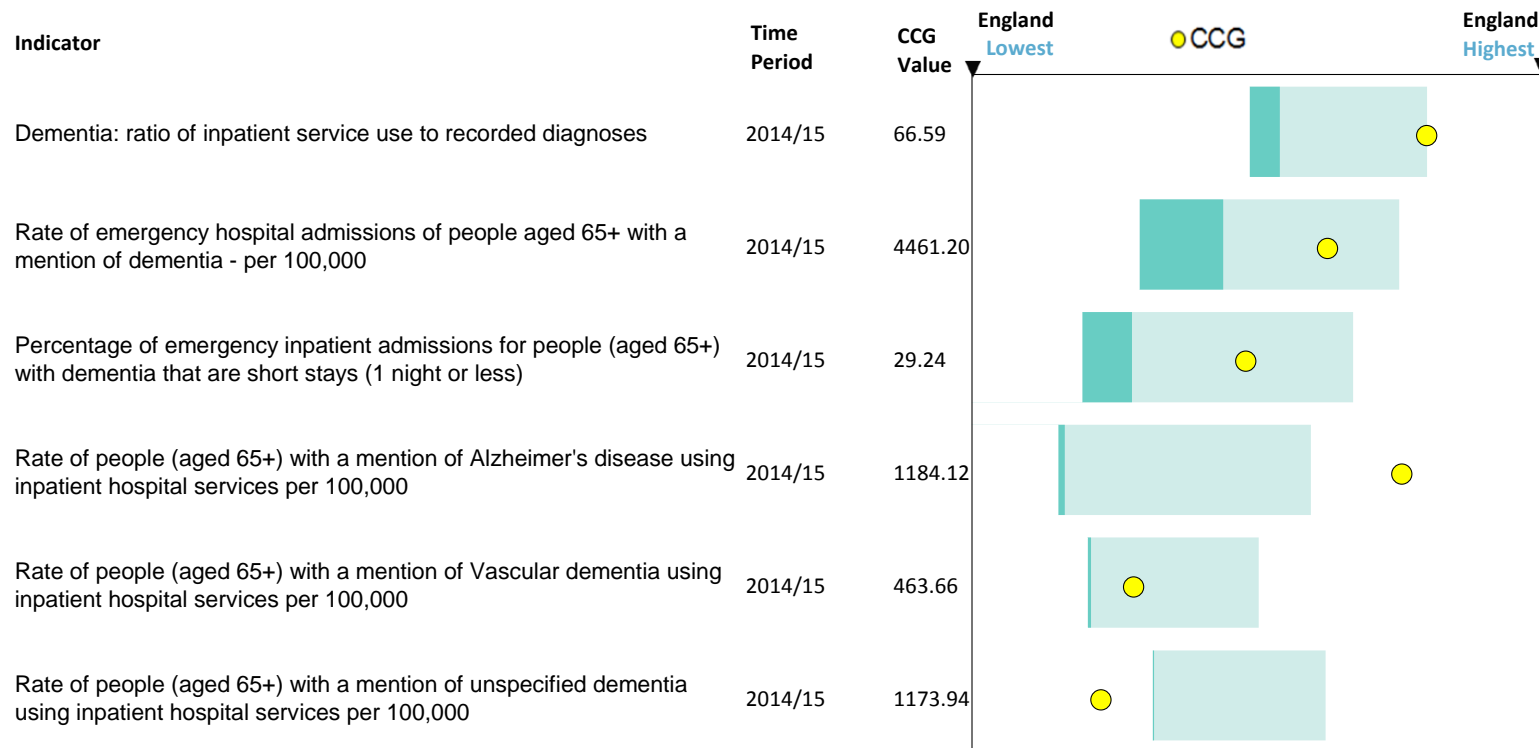 Indicator
Time
Period
CCG
Value
England
Lowest
CCG
England
Highest
Dementia: ratio of inpatient service use to recorded diagnoses 2014/15 66.59
Rate of emergency hospital admissions of people aged 65+ with a
mention of dementia - per 100,000
2014/15 4461.20
Percentage of emergency inpatient admissions for people (aged 65+)
with dementia that are short stays (1 night or less)
2014/15 29.24
Rate of people (aged 65+) with a mention of Alzheimer's disease using
inpatient hospital services per 100,000
2014/15 1184.12
Rate of people (aged 65+) with a mention of Vascular dementia using
inpatient hospital services per 100,000
2014/15 463.66
Rate of people (aged 65+) with a mention of unspecified dementia
using inpatient hospital services per 100,000
2014/15 1173.94